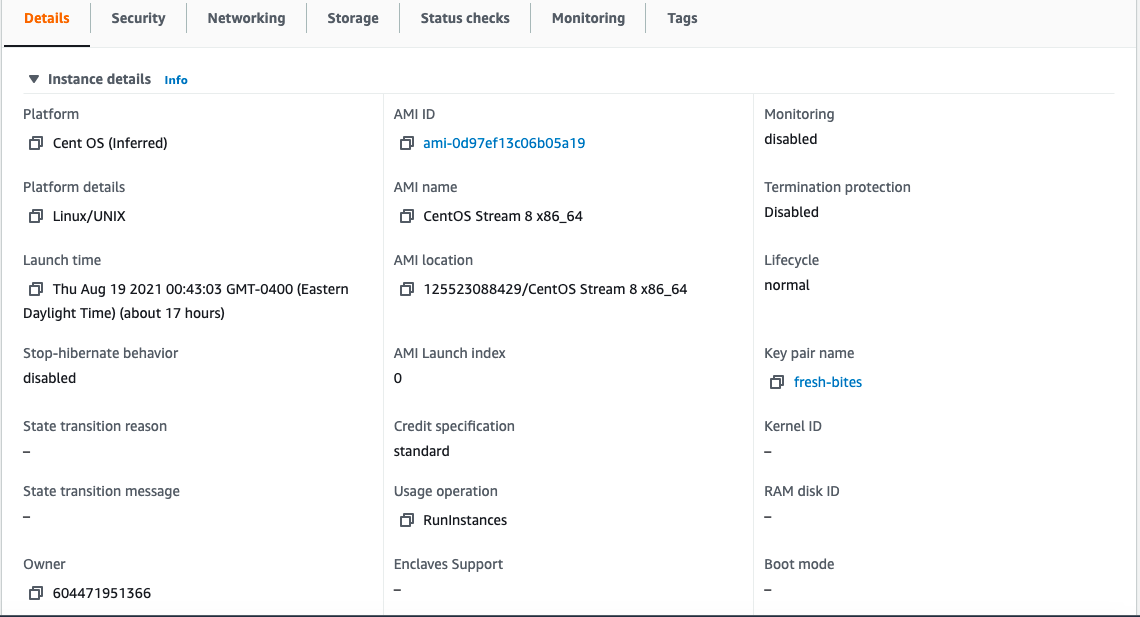 Details
Security
Networking
Storage
Status checks
Monitoring
Tags
Instance details Info
Platform
Cent OS (Inferred)
AMI ID
ami-0d97ef13c06b05a19
Monitoring
disabled
Platform details
Linux/UNIX
AMI name
CentOS Stream 8 x86_64
Termination protection
Disabled
Launch time
Thu Aug 19 2021 00:43:03 GMT-0400 (Eastern
Daylight Time) (about 17 hours)
AMI location
125523088429/CentOS Stream 8 x86_64
Lifecycle
normal
Stop-hibernate behavior
disabled
AMI Launch index
0
Key pair name
fresh-bites
State transition reason
–
Credit specification
standard
Kernel ID
–
State transition message
–
Usage operation
RunInstances
RAM disk ID
–
Owner
604471951366
Enclaves Support
–
Boot mode
–